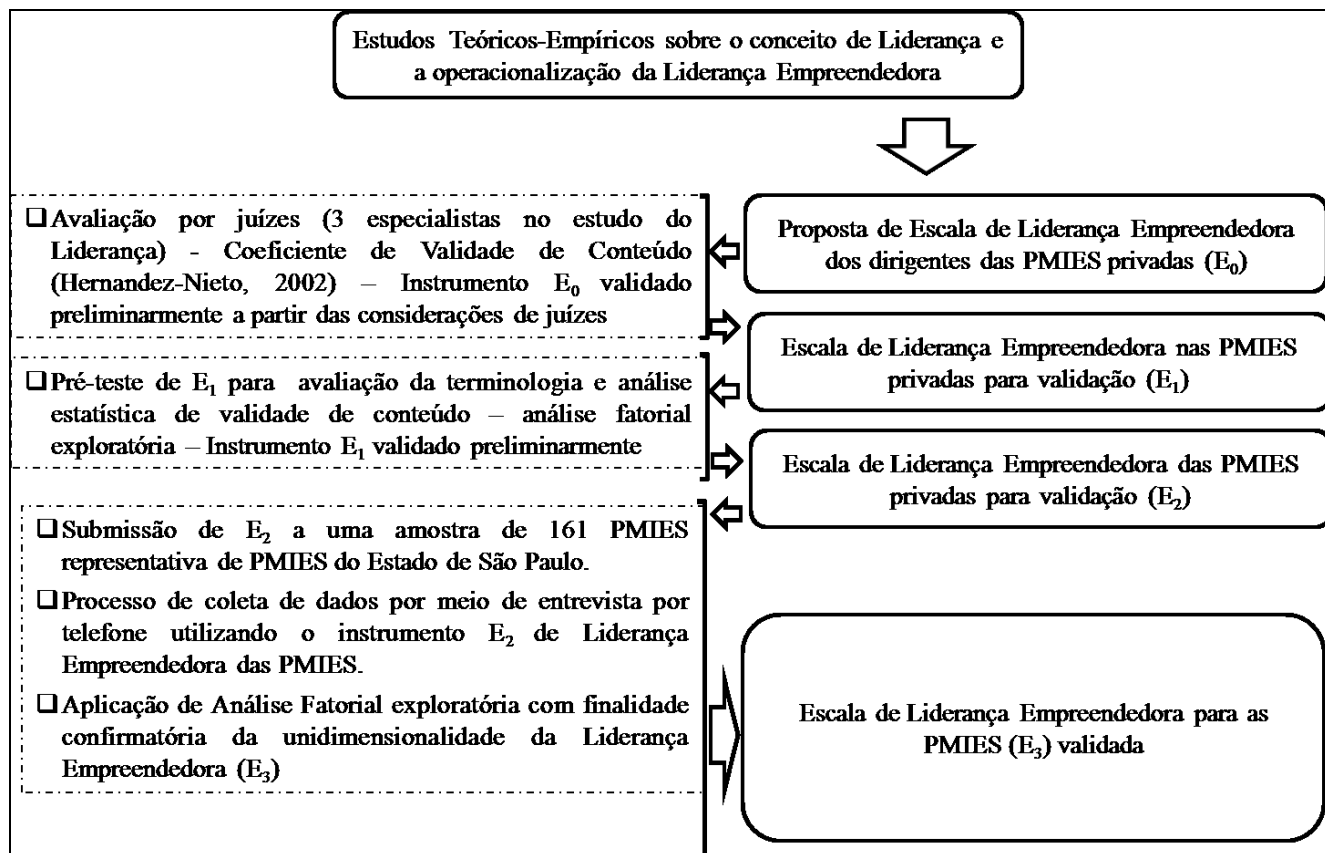 Estudos Teóricos-Empíricos sobre o conceito de Liderança e
a operacionalização da Liderança Empreendedora
❑Avaliação por juízes (3 especialistas no estudo do
Liderança) - Coeficiente de Validade de Conteúdo
(Hernandez-Nieto, 2002) – Instrumento E₀ validado
preliminarmente a partir das considerações de juízes
Proposta de Escala de Liderança Empreendedora
dos dirigentes das PMIES privadas (E₀)
Escala de Liderança Empreendedora nas PMIES
privadas para validação (E₁)
❑Pré-teste de E₁ para avaliação da terminologia e análise
estatística de validade de conteúdo – análise fatorial
exploratória – Instrumento E₁ validado preliminarmente
Escala de Liderança Empreendedora das PMIES
privadas para validação (E₂)
❑Submissão de E₂ a uma amostra de 161 PMIES
representativa de PMIES do Estado de São Paulo.
❑Processo de coleta de dados por meio de entrevista por
telefone utilizando o instrumento E₂ de Liderança
Empreendedora das PMIES.
❑Aplicação de Análise Fatorial exploratória com finalidade
confirmatória da unidimensionalidade da Liderança
Empreendedora (E₃)
Escala de Liderança Empreendedora para as
PMIES (E₃) validada